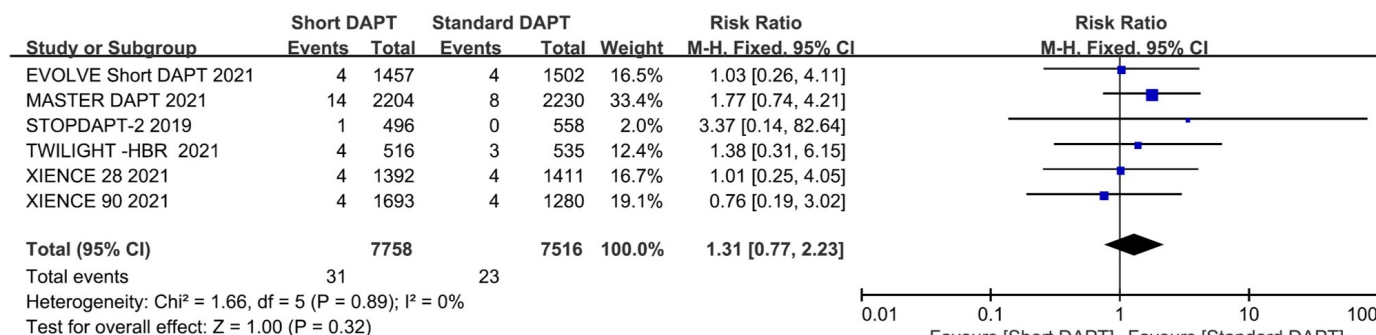 Short DAPT Standard DAPT Risk Ratio Risk Ratio
Study or Subgroup Events Total Events Total Weight M-H, Fixed, 95% CI M-H, Fixed, 95% CI
EVOLVE Short DAPT 2021 4 1457 4 1502 16.5% 1.03 [0.26, 4.11]
MASTER DAPT 2021 14 2204 8 2230 33.4% 1.77 [0.74, 4.21]
STOPDAPT-2 2019 1 496 0 558 2.0% 3.37 [0.14, 82.64]
TWILIGHT -HBR 2021 4 516 3 535 12.4% 1.38 [0.31, 6.15]
XIENCE 28 2021 4 1392 4 1411 16.7% 1.01 [0.25, 4.05]
XIENCE 90 2021 4 1693 4 1280 19.1% 0.76 [0.19, 3.02]
Total (95% CI) 7758 7516 100.0% 1.31 [0.77, 2.23]
Total events 31 23
Heterogeneity: Chi² = 1.66, df = 5 (P = 0.89); I² = 0%
0.01 0.1 1 10 100
Test for overall effect: Z = 1.00 (P = 0.32)
Favours [Short DAPT] Favours [Standard DAPT]